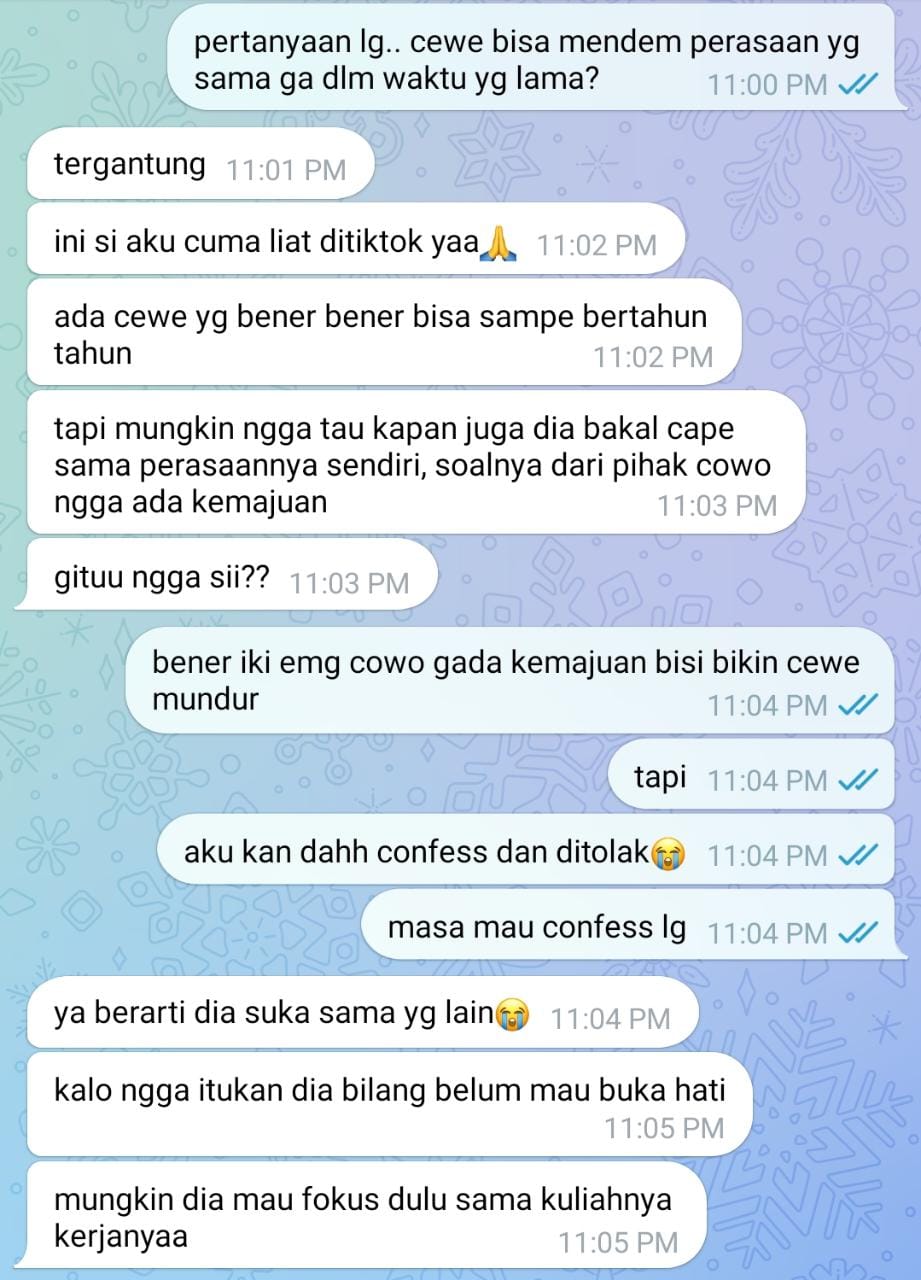 pertanyaan lg.. cewe bisa mendem perasaan yg
sama ga dlm waktu yg lama? 11:00 PM
tergantung 11:01 PM
ini si aku cuma liat ditiktok yaa🙏 11:02 PM
ada cewe yg bener bener bisa sampe bertahun
tahun 11:02 PM
tapi mungkin ngga tau kapan juga dia bakal cape
sama perasaannya sendiri, soalnya dari pihak cowo
ngga ada kemajuan 11:03 PM
gituu ngga sii?? 11:03 PM
bener iki emg cowo gada kemajuan bisi bikin cewe
mundur 11:04 PM
tapi 11:04 PM
aku kan dahh confess dan ditolak😭 11:04 PM
masa mau confess lg 11:04 PM
ya berarti dia suka sama yg lain😭 11:04 PM
kalo ngga itukan dia bilang belum mau buka hati
11:05 PM
mungkin dia mau fokus dulu sama kuliahnya
kerjanyaa 11:05 PM